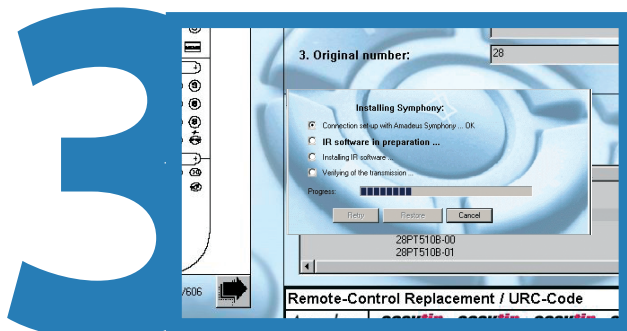 3
3. Original number:
28
Installing Symphony:
Connection set-up with Amadeus Symphony ... OK
IR software in preparation ...
Installing IR software ...
Verifying of the transmission ...
Progress:
Retry
Restore
Cancel
28PT510B-00
28PT510B-01
/606
Remote-Control Replacement / URC-Code